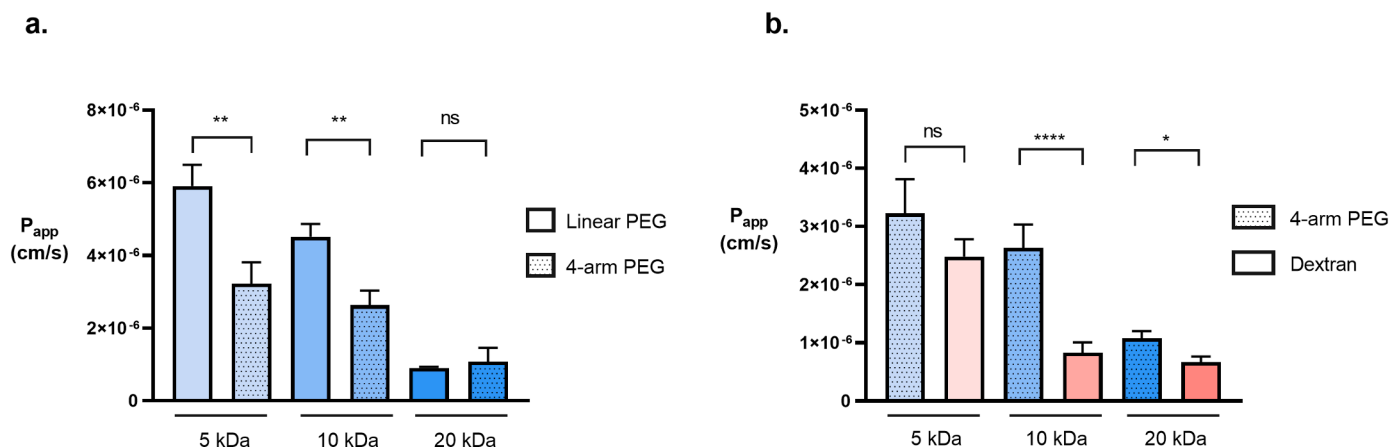 a.
8×10⁻⁶
6×10⁻⁶
4×10⁻⁶
2×10⁻⁶
0
Papp
(cm/s)
**
**
ns
5 kDa
10 kDa
20 kDa
Linear PEG
4-arm PEG
b.
5×10⁻⁶
4×10⁻⁶
3×10⁻⁶
2×10⁻⁶
1×10⁻⁶
0
Papp
(cm/s)
ns
****
*
5 kDa
10 kDa
20 kDa
4-arm PEG
Dextran